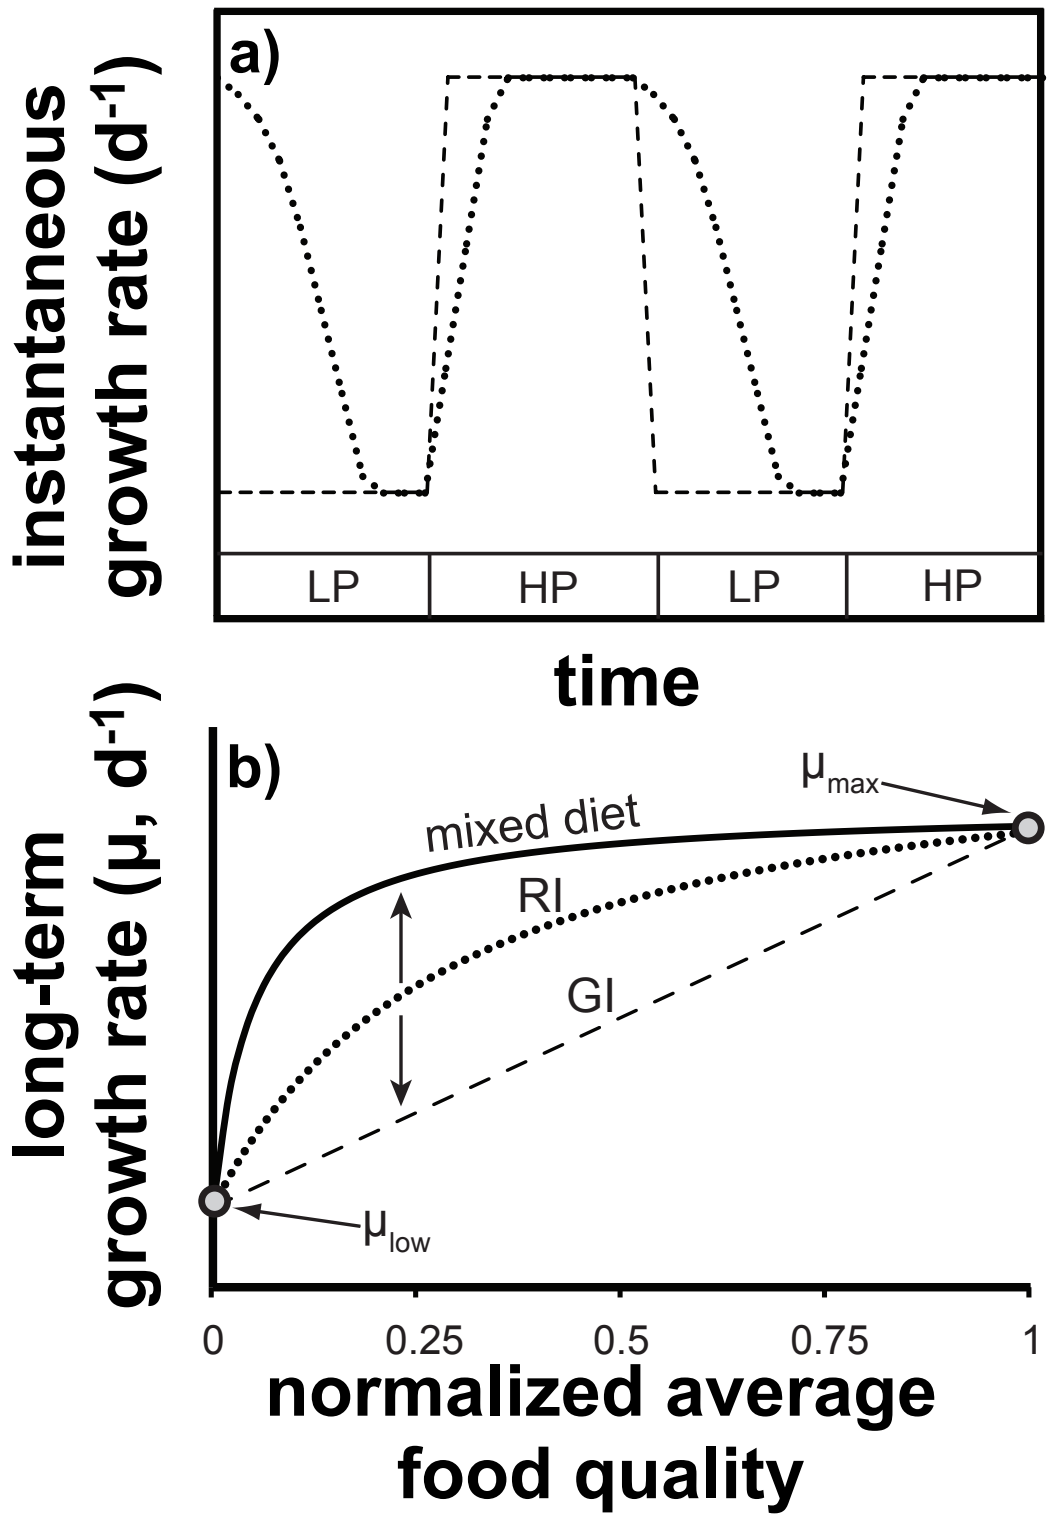 a)
instantaneous
growth rate (d⁻¹)
LP HP LP HP
time
b)
long-term
growth rate (μ, d⁻¹)
μmax
mixed diet
RI
GI
μlow
0 0.25 0.5 0.75 1
normalized average
food quality